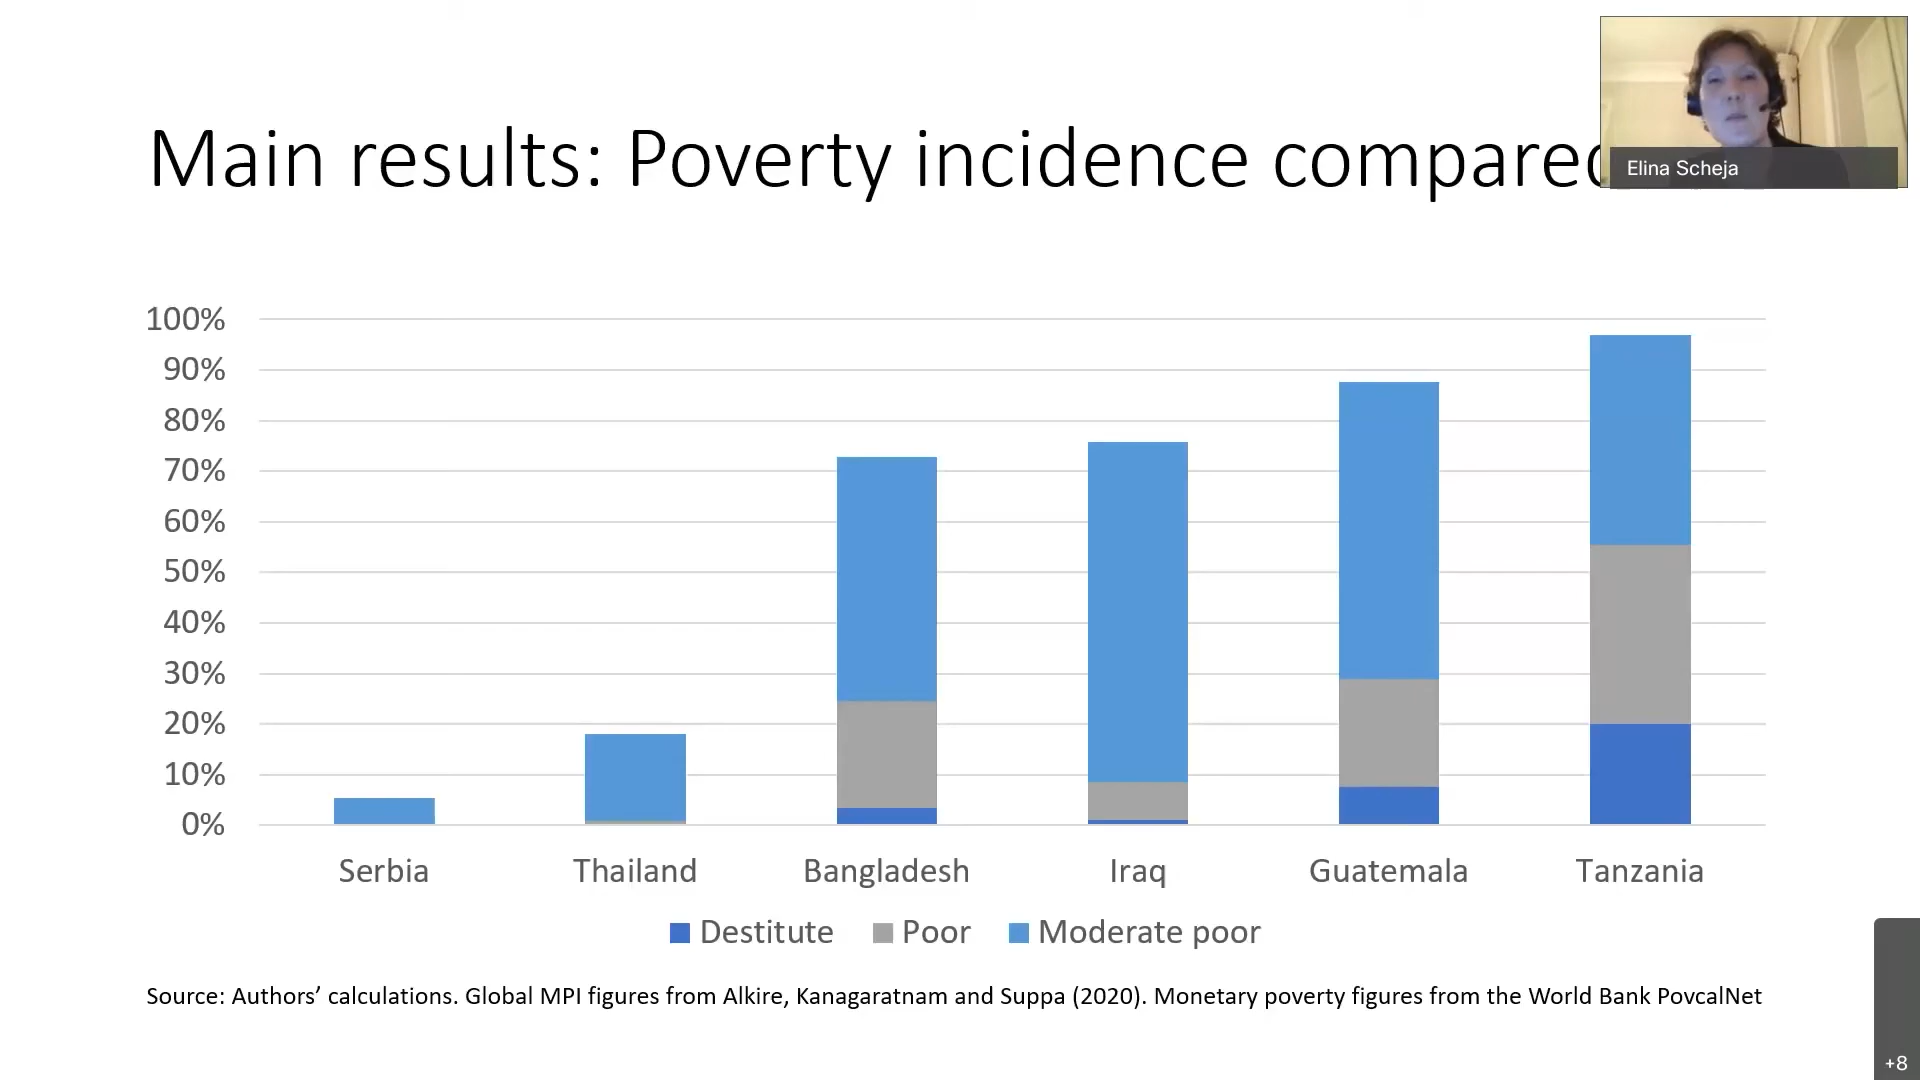 Main results: Poverty incidence compared
Elina Scheja
100%
90%
80%
70%
60%
50%
40%
30%
20%
10%
0%
Serbia Thailand Bangladesh Iraq Guatemala Tanzania
Destitute Poor Moderate poor
Source: Authors’ calculations. Global MPI figures from Alkire, Kanagaratnam and Suppa (2020). Monetary poverty figures from the World Bank PovcalNet
+8